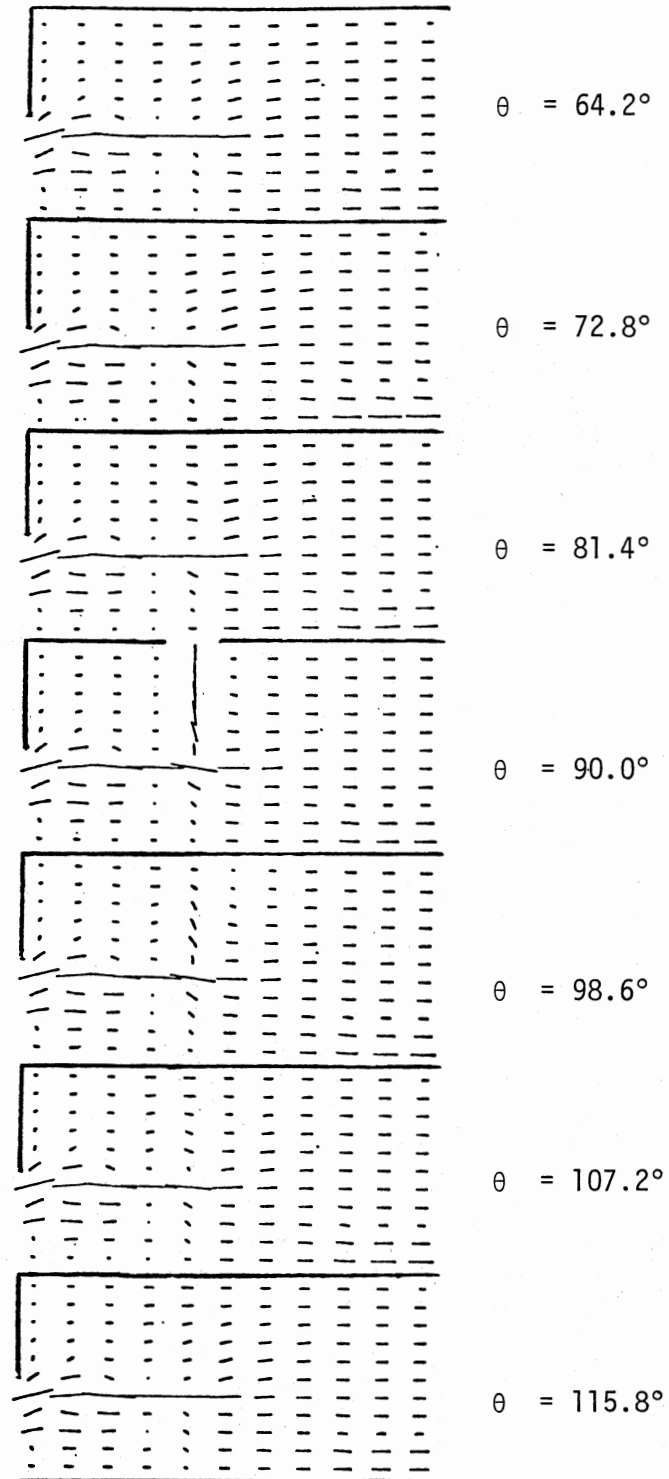 θ = 64.2°
θ = 72.8°
θ = 81.4°
θ = 90.0°
θ = 98.6°
θ = 107.2°
θ = 115.8°